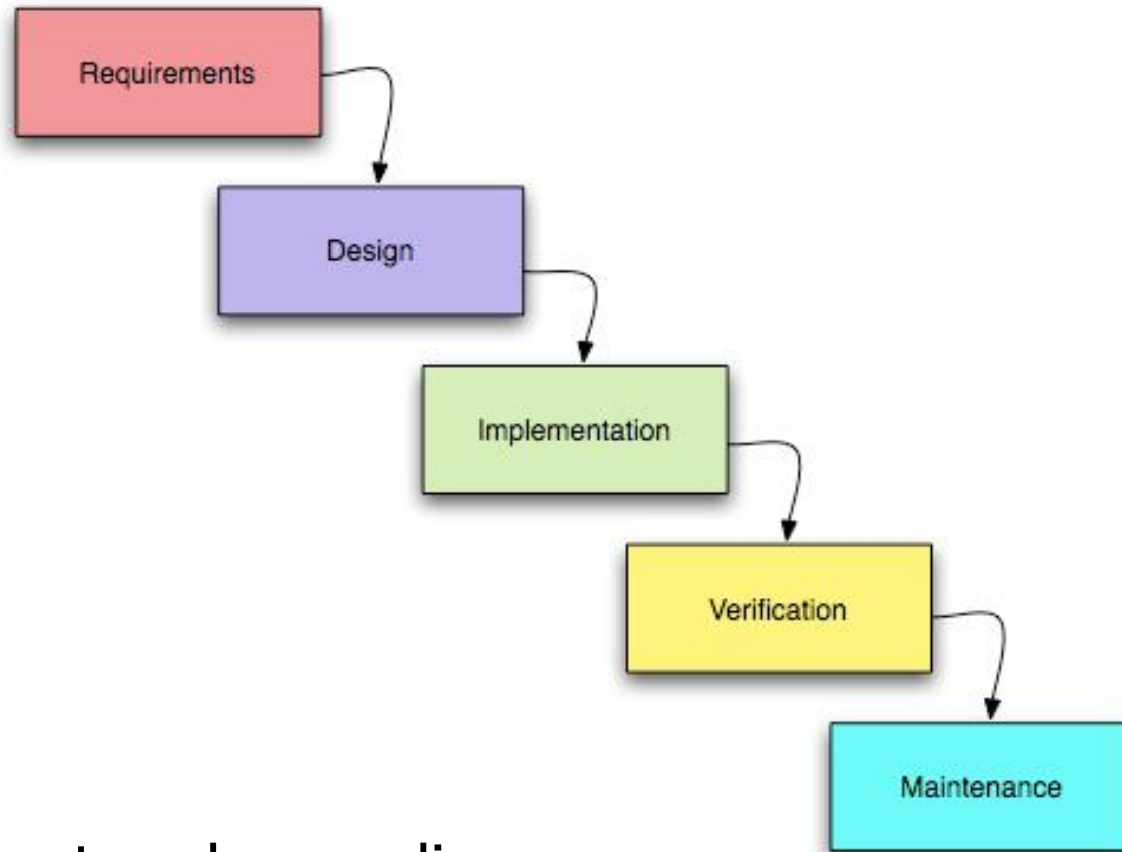 Requirements
Design
Implementation
Verification
Maintenance